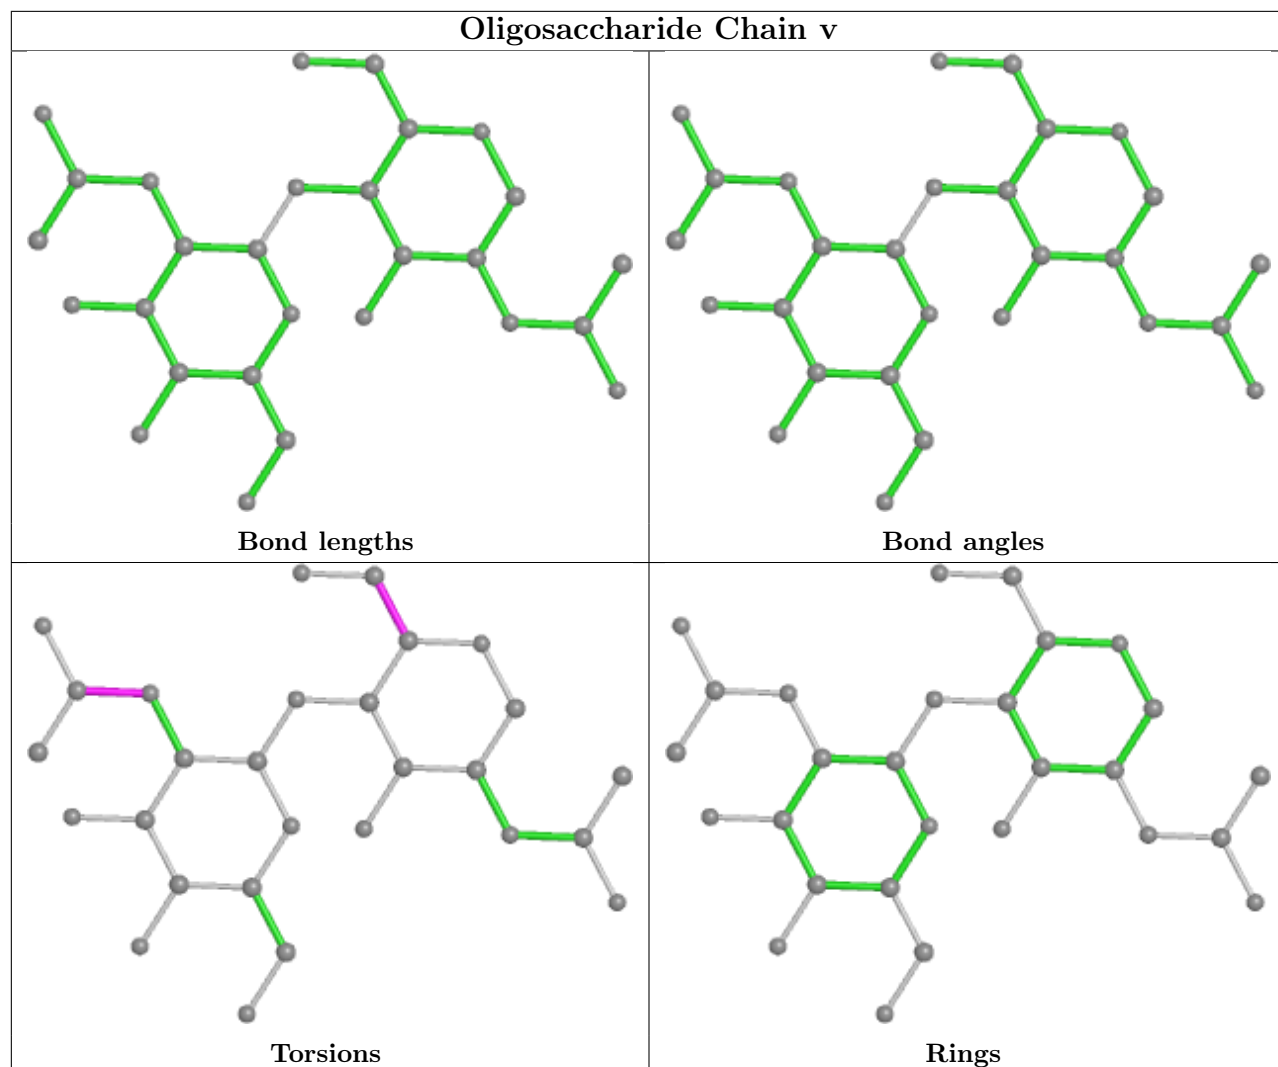 Oligosaccharide Chain v
Bond lengths
Bond angles
Torsions
Rings